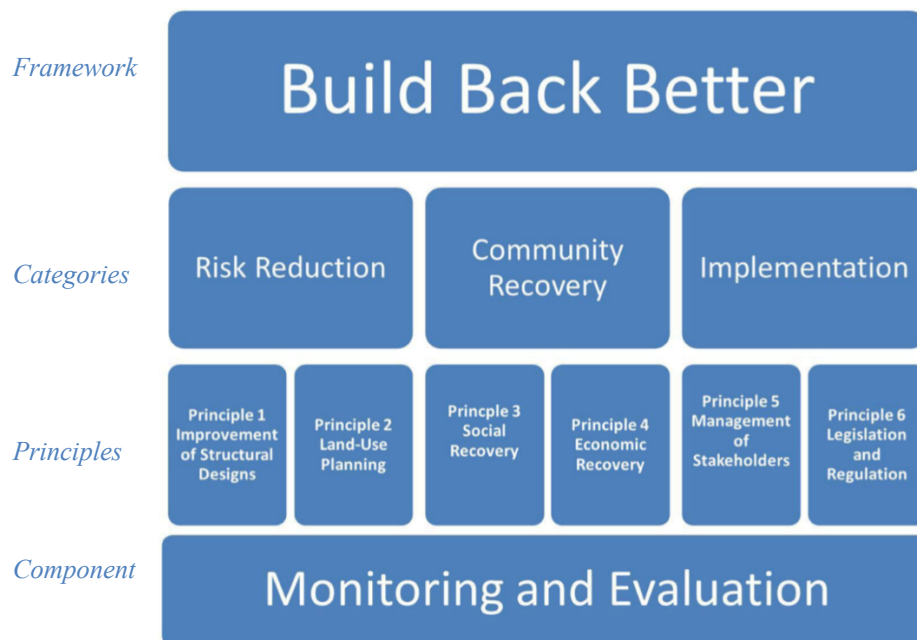 Framework
Build Back Better
Categories
Risk Reduction
Community
Recovery
Implementation
Principles
Principle 1
Improvement
of Structural
Designs
Principle 2
Land-Use
Planning
Princple 3
Social
Recovery
Principle 4
Economic
Recovery
Principle 5
Management
of
Stakeholders
Principle 6
Legislation
and
Regulation
Component
Monitoring and Evaluation